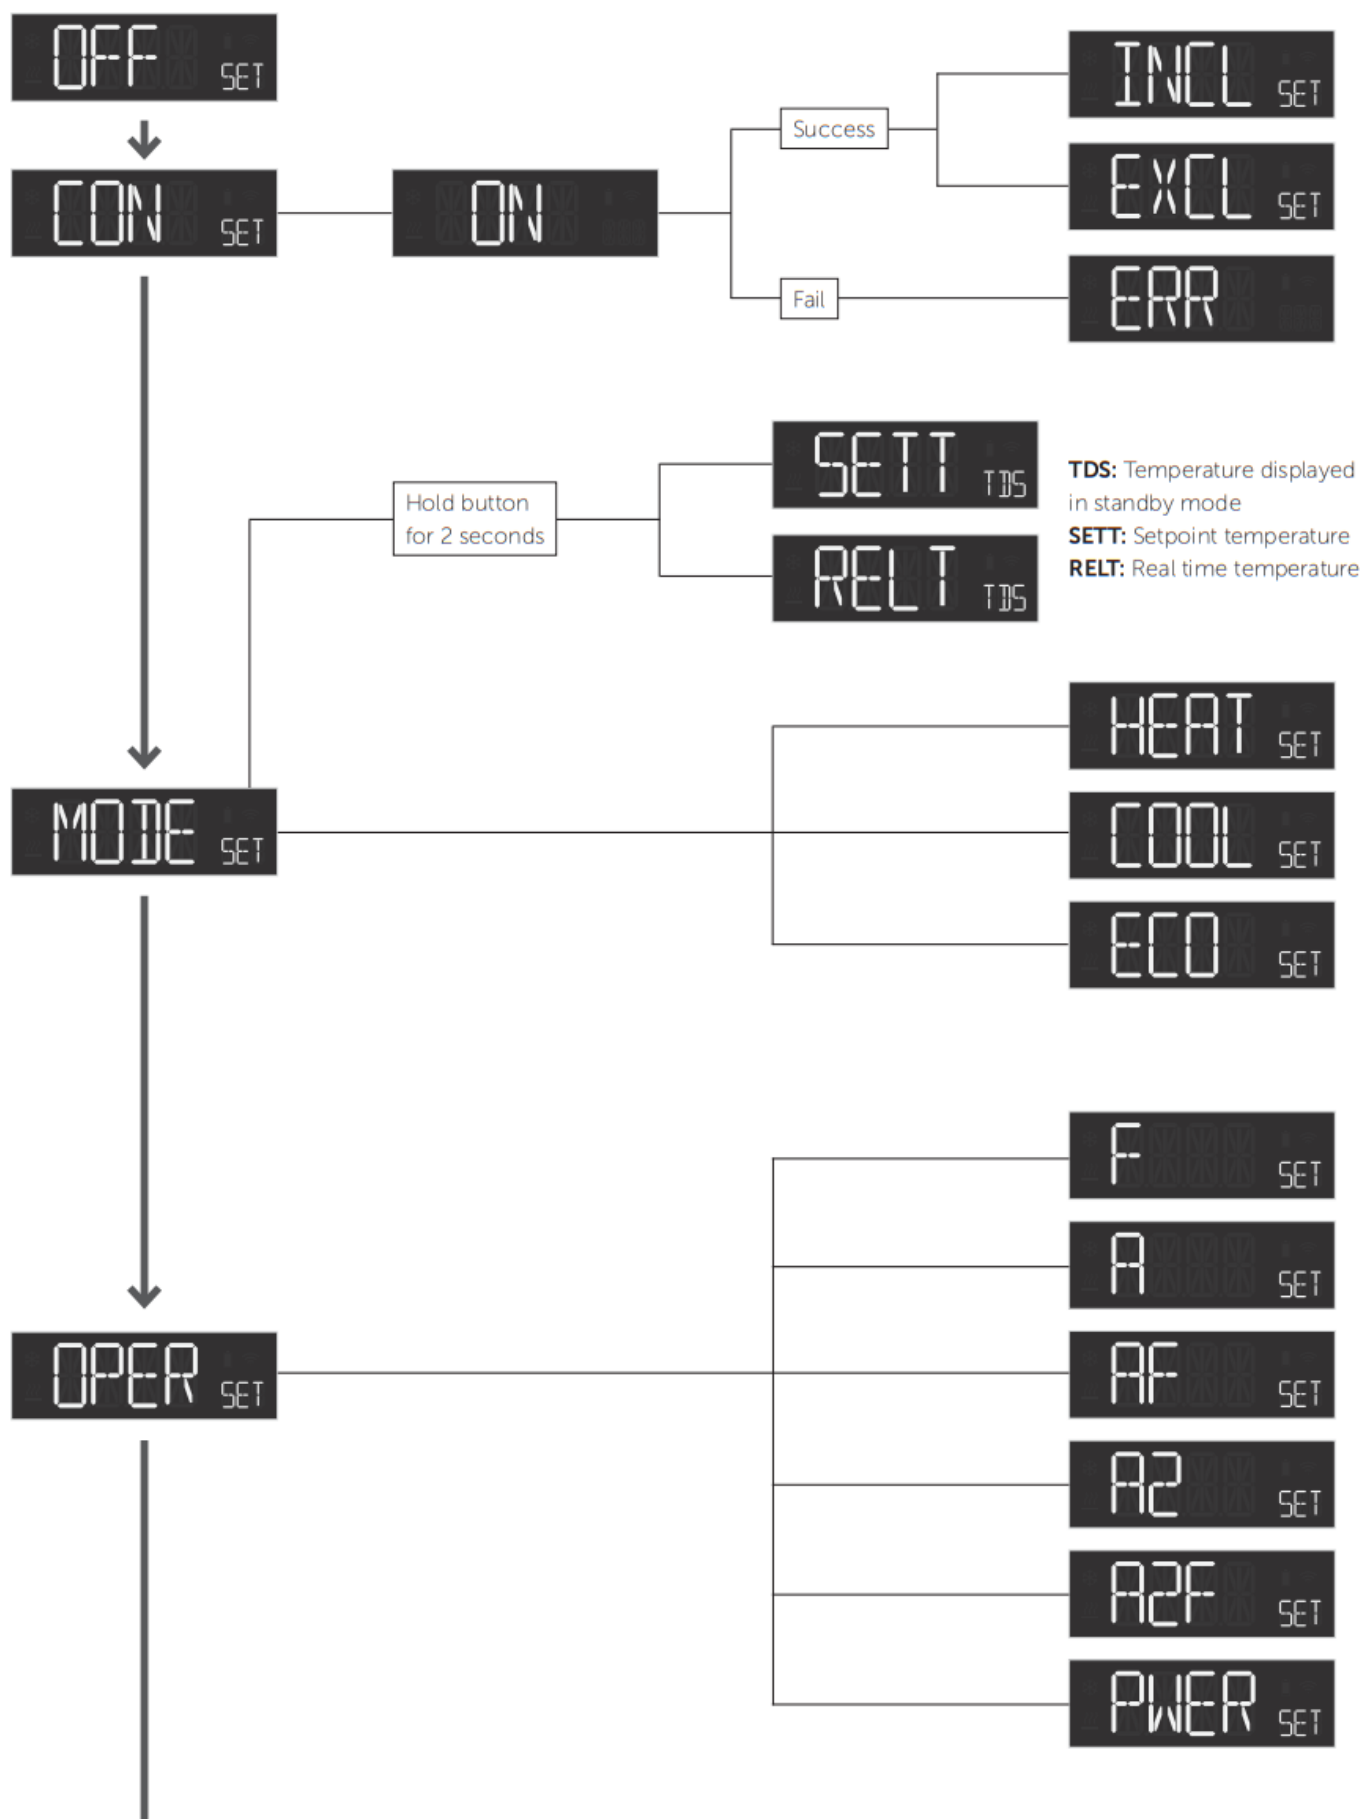 OFF SET
INCL SET
Success
EXCL SET
CON SET
ON
Fail
ERR
SETT TDS
TDS: Temperature displayed
in standby mode
SETT: Setpoint temperature
RELT: Real time temperature
Hold button
for 2 seconds
RELT TDS
HEAT SET
MODE SET
COOL SET
ECO SET
F SET
A SET
OPER SET
AF SET
A2 SET
A2F SET
PWER SET